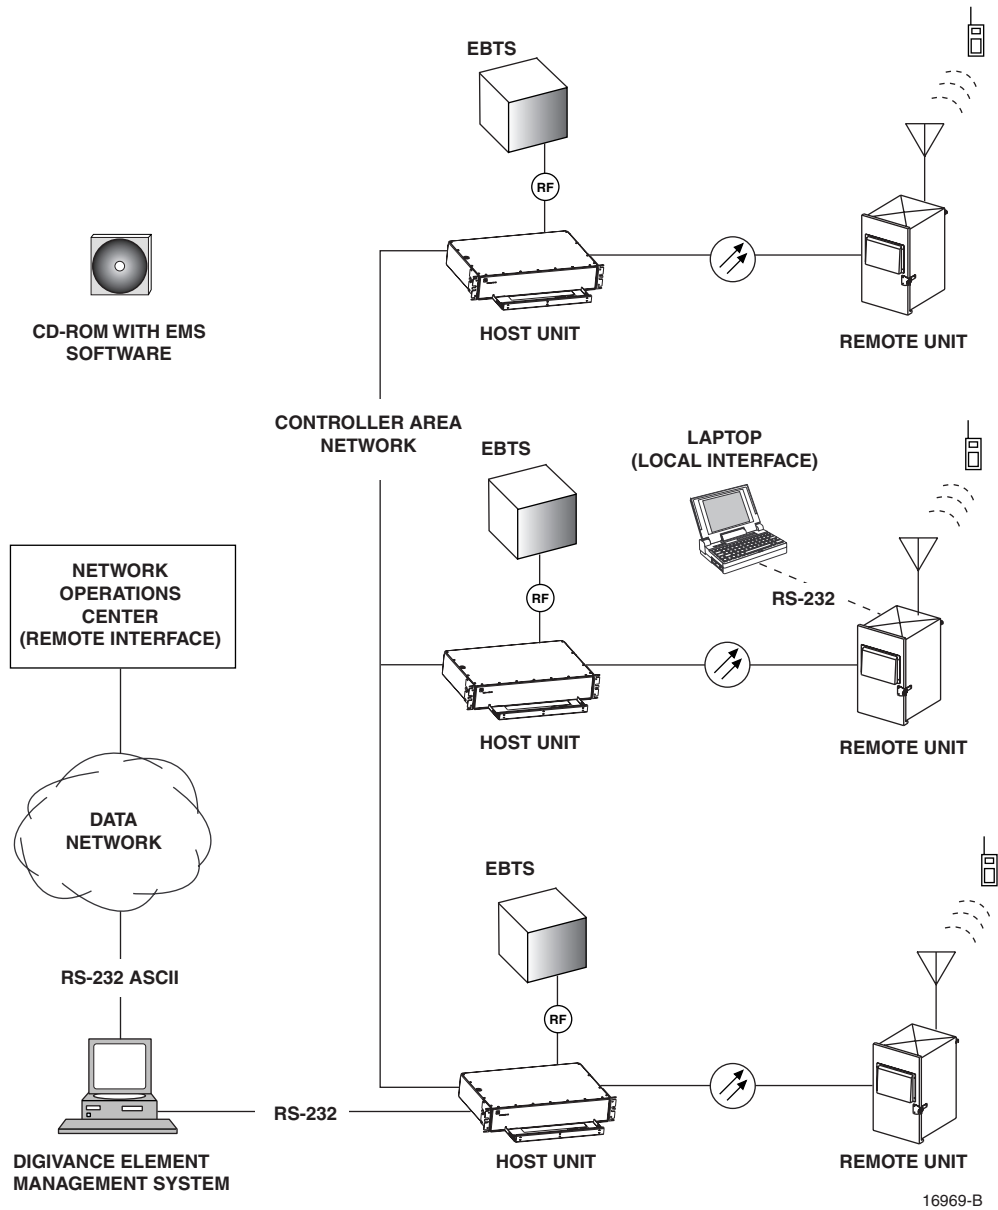 EBTS
RF
HOST UNIT
REMOTE UNIT
CD-ROM WITH EMS
SOFTWARE
CONTROLLER AREA
NETWORK
EBTS
LAPTOP
(LOCAL INTERFACE)
RS-232
RF
HOST UNIT
REMOTE UNIT
NETWORK
OPERATIONS
CENTER
(REMOTE INTERFACE)
DATA
NETWORK
RS-232 ASCII
EBTS
RF
RS-232
HOST UNIT
REMOTE UNIT
DIGIVANCE ELEMENT
MANAGEMENT SYSTEM
16969-B